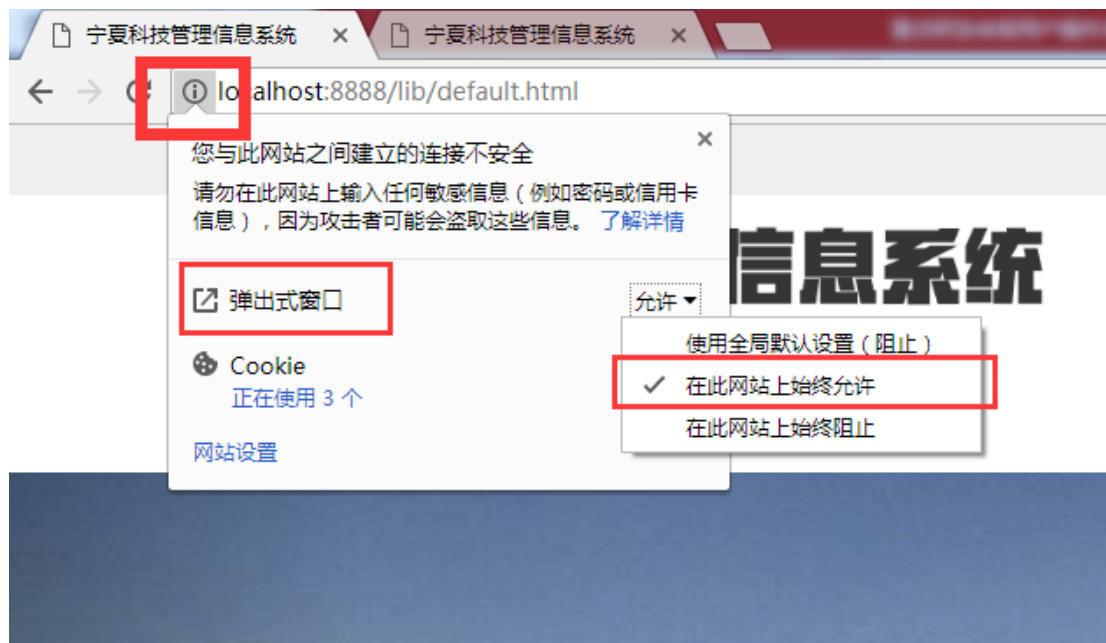 宁夏科技管理信息系统
宁夏科技管理信息系统
localhost:8888/lib/default.html
您与此网站之间建立的连接不安全
请勿在此网站上输入任何敏感信息（例如密码或信用卡
信息），因为攻击者可能会盗取这些信息。 了解详情
信息系统
弹出式窗口
允许
使用全局默认设置（阻止）
Cookie
在此网站上始终允许
正在使用 3 个
在此网站上始终阻止
网站设置